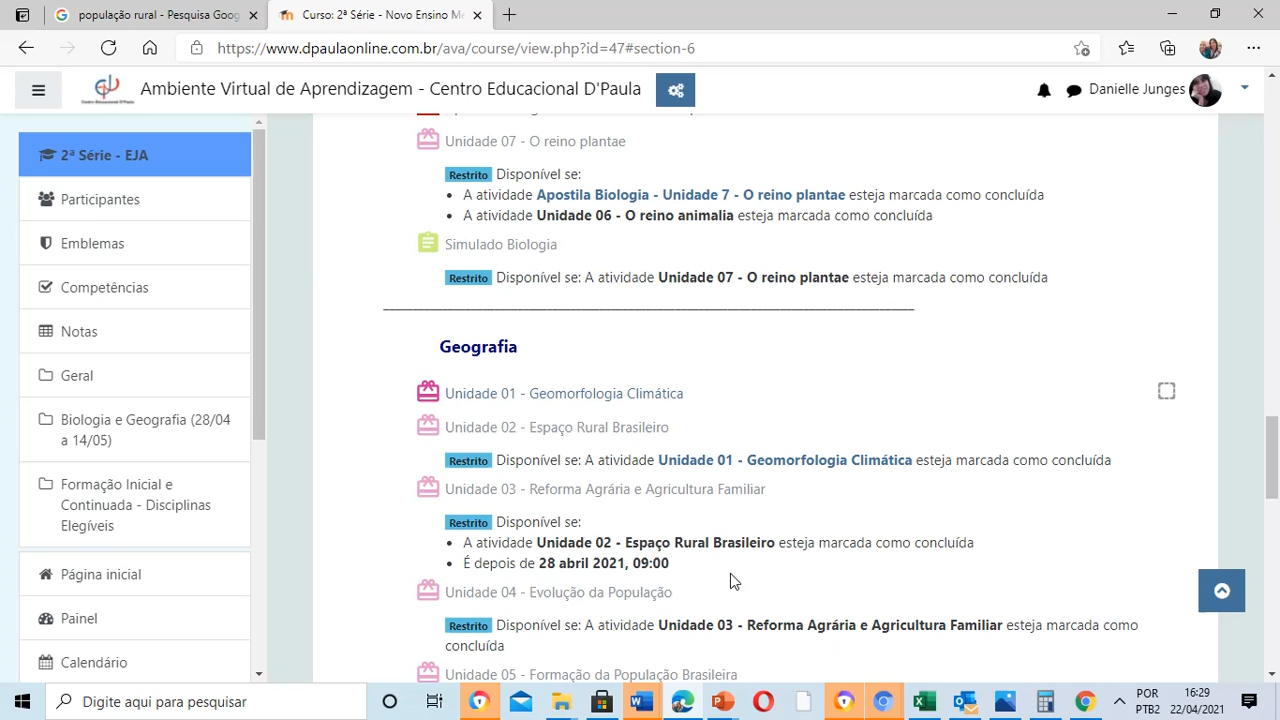 rural - Pesquisa Goog
Curso: 2ª Série - Novo Ensino Me
https://www.dpaulaonline.com.br/ava/course/view.php?id=47#section-6
Ambiente Virtual de Aprendizagem - Centro Educacional D'Paula
Danielle Junges
2ª Série - EJA
Participantes
Emblemas
Competências
Notas
Geral
Biologia e Geografia (28/04
a 14/05)
Formação Inicial e
Continuada - Disciplinas
Elegíveis
Página inicial
Painel
Calendário
Unidade 07 - O reino plantae
Restrito Disponível se:
• A atividade Apostila Biologia - Unidade 7 - O reino plantae esteja marcada como concluída
• A atividade Unidade 06 - O reino animalia esteja marcada como concluída
Simulado Biologia
Restrito Disponível se: A atividade Unidade 07 - O reino plantae esteja marcada como concluída
Geografia
Unidade 01 - Geomorfologia Climática
Unidade 02 - Espaço Rural Brasileiro
Restrito Disponível se: A atividade Unidade 01 - Geomorfologia Climática esteja marcada como concluída
Unidade 03 - Reforma Agrária e Agricultura Familiar
Restrito Disponível se:
• A atividade Unidade 02 - Espaço Rural Brasileiro esteja marcada como concluída
• É depois de 28 abril 2021, 09:00
Unidade 04 - Evolução da População
Restrito Disponível se: A atividade Unidade 03 - Reforma Agrária e Agricultura Familiar esteja marcada como
concluída
Unidade 05 - Formação da População Brasileira
Digite aqui para pesquisar
POR
PTB2
16:29
22/04/2021